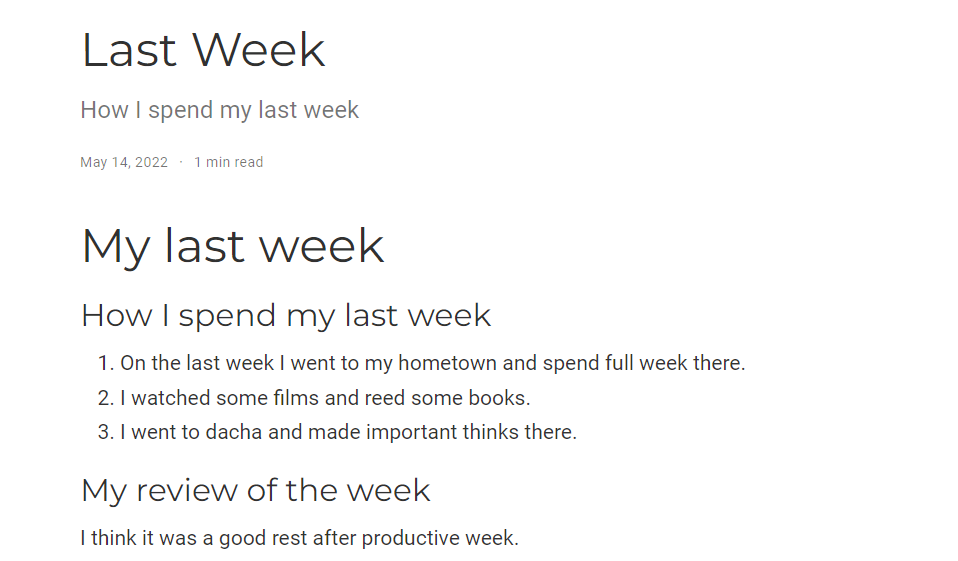 Last Week
How I spend my last week
May 14, 2022 · 1 min read
My last week
How I spend my last week
1. On the last week I went to my hometown and spend full week there.
2. I watched some films and reed some books.
3. I went to dacha and made important thinks there.
My review of the week
I think it was a good rest after productive week.